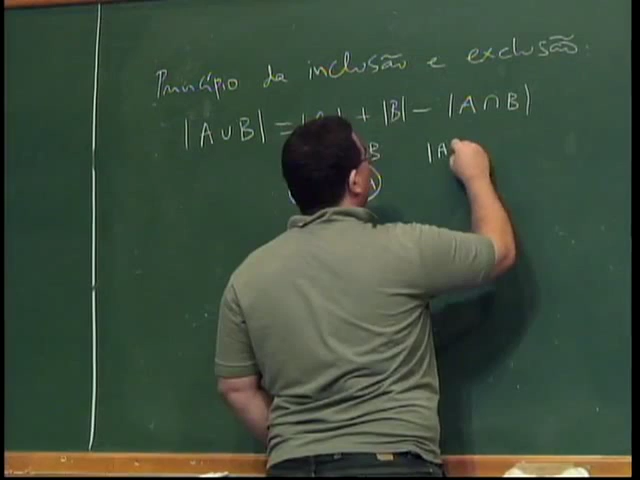 Princípio da inclusão e exclusão.
|A∪B| = | | + |B| - |A∩B|
B |A